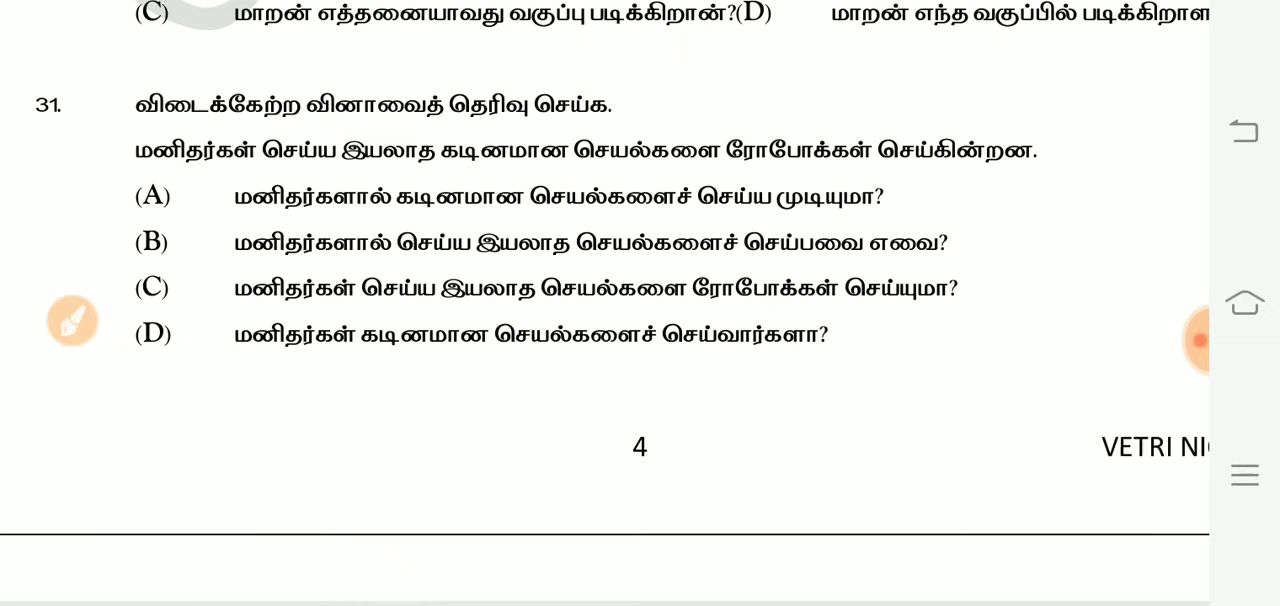 (C) மாறன் எத்தனையாவது வகுப்பு படிக்கிறான்?(D) மாறன் எந்த வகுப்பில் படிக்கிறா
31. விடைக்கேற்ற வினாவைத் தெரிவு செய்க.
மனிதர்கள் செய்ய இயலாத கடினமான செயல்களை ரோபோக்கள் செய்கின்றன.
(A) மனிதர்களால் கடினமான செயல்களைச் செய்ய முடியுமா?
(B) மனிதர்களால் செய்ய இயலாத செயல்களைச் செய்பவை எவை?
(C) மனிதர்கள் செய்ய இயலாத செயல்களை ரோபோக்கள் செய்யுமா?
(D) மனிதர்கள் கடினமான செயல்களைச் செய்வார்களா?
4 VETRI NI